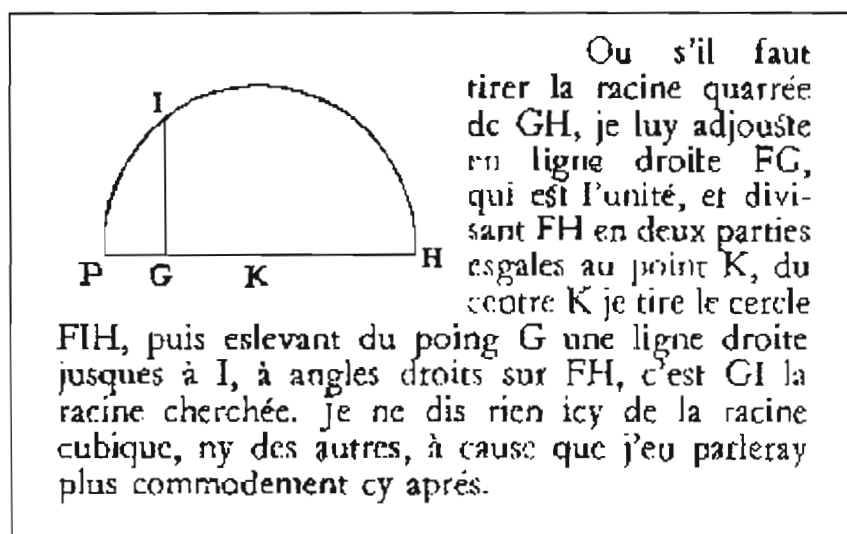 I
P G K H
Ou s'il faut
tirer la racine quarrée
de GH, je luy adjouste
en ligne droite FG,
qui est l'unité, et divi-
sant FH en deux parties
esgales au point K, du
centre K je tire le cercle
FIH, puis eslevant du poing G une ligne droite
jusques à I, à angles droits sur FH, c'est GI la
racine cherchée. Je ne dis rien icy de la racine
cubique, ny des autres, à cause que j'eu parleray
plus commodement cy aprés.